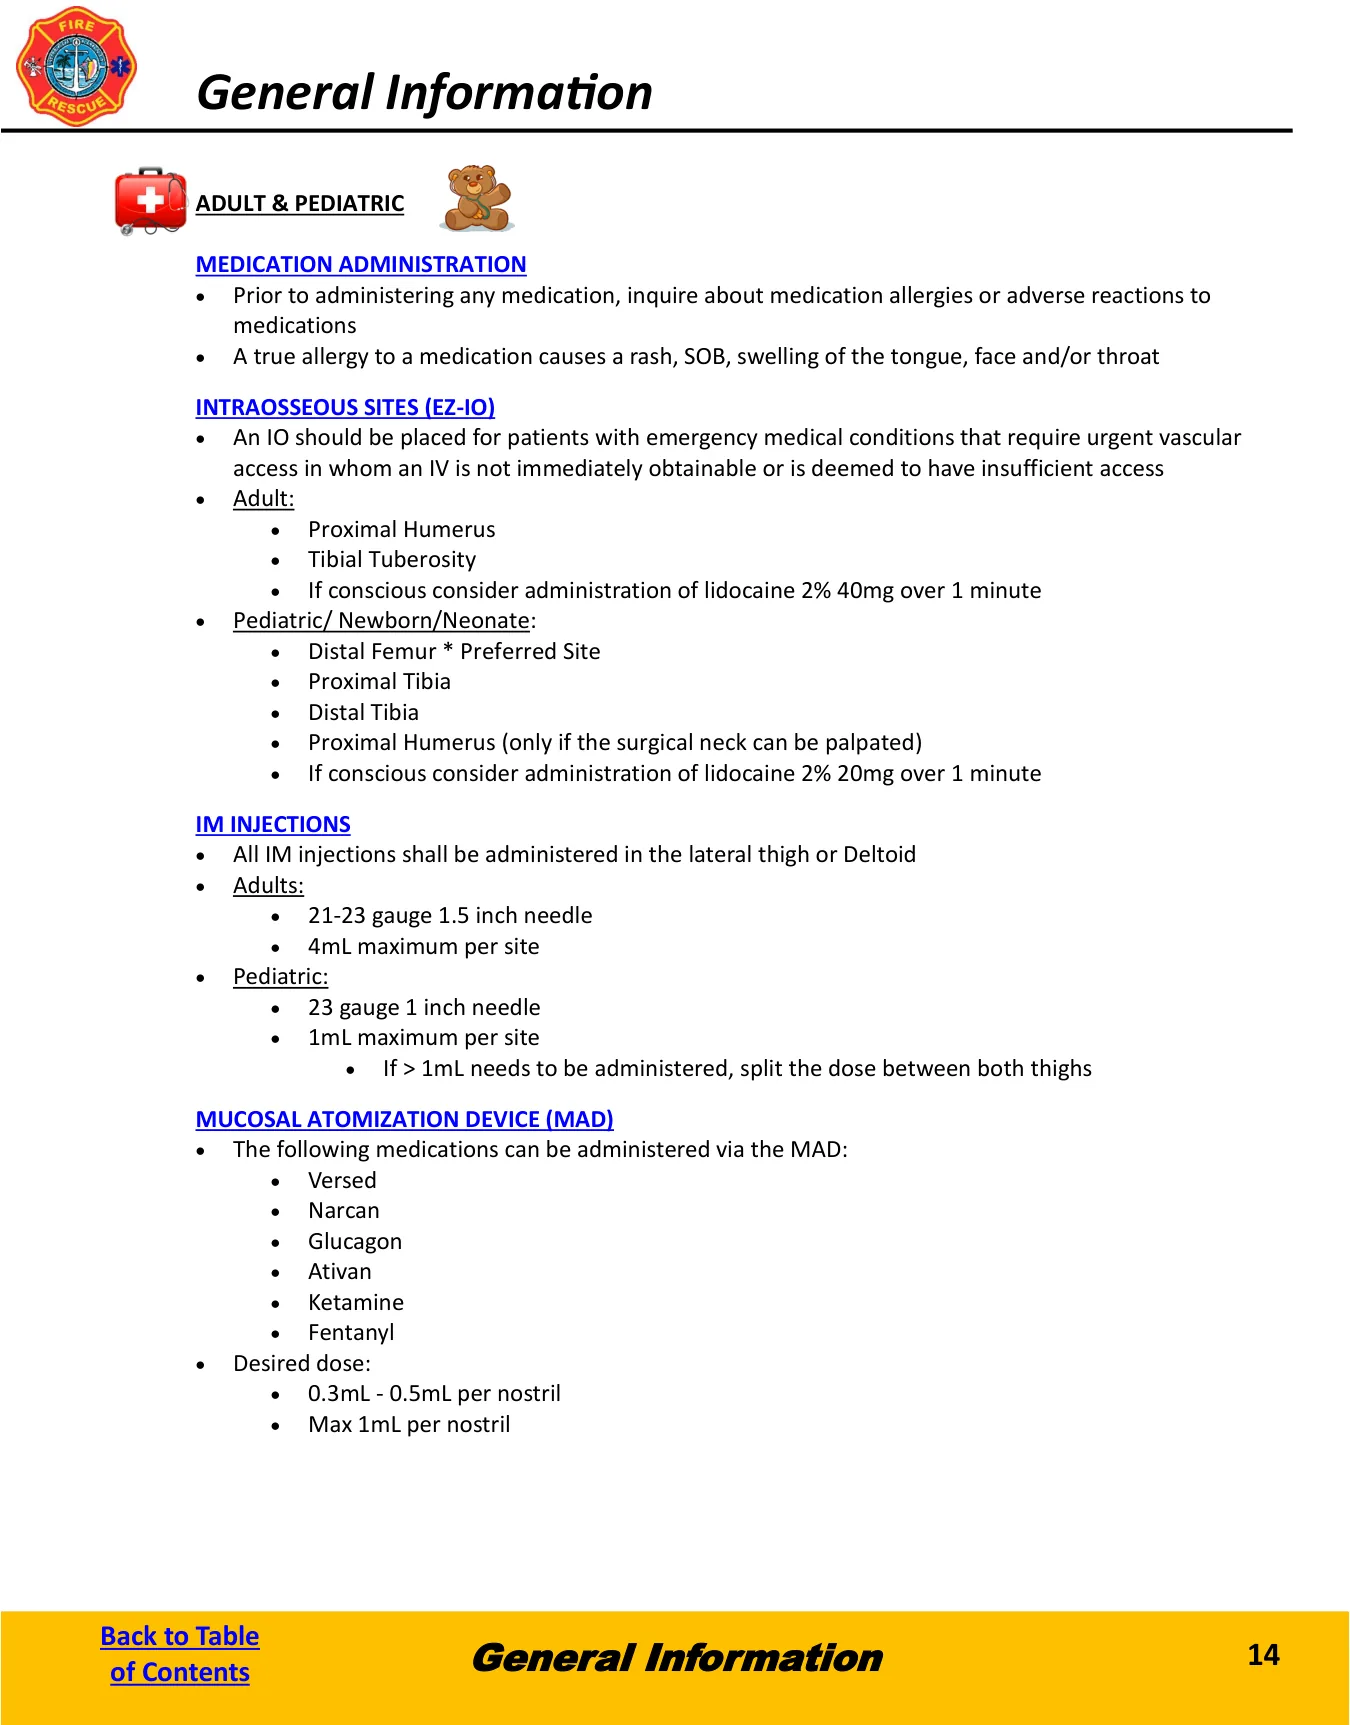 FIRE
RESCUE
General Information
ADULT & PEDIATRIC
MEDICATION ADMINISTRATION
• Prior to administering any medication, inquire about medication allergies or adverse reactions to
medications
• A true allergy to a medication causes a rash, SOB, swelling of the tongue, face and/or throat
INTRAOSSEOUS SITES (EZ-IO)
• An IO should be placed for patients with emergency medical conditions that require urgent vascular
access in whom an IV is not immediately obtainable or is deemed to have insufficient access
• Adult:
• Proximal Humerus
• Tibial Tuberosity
• If conscious consider administration of lidocaine 2% 40mg over 1 minute
• Pediatric/ Newborn/Neonate:
• Distal Femur * Preferred Site
• Proximal Tibia
• Distal Tibia
• Proximal Humerus (only if the surgical neck can be palpated)
• If conscious consider administration of lidocaine 2% 20mg over 1 minute
IM INJECTIONS
• All IM injections shall be administered in the lateral thigh or Deltoid
• Adults:
• 21-23 gauge 1.5 inch needle
• 4mL maximum per site
• Pediatric:
• 23 gauge 1 inch needle
• 1mL maximum per site
• If > 1mL needs to be administered, split the dose between both thighs
MUCOSAL ATOMIZATION DEVICE (MAD)
• The following medications can be administered via the MAD:
• Versed
• Narcan
• Glucagon
• Ativan
• Ketamine
• Fentanyl
• Desired dose:
• 0.3mL - 0.5mL per nostril
• Max 1mL per nostril
Back to Table
of Contents
General Information
14